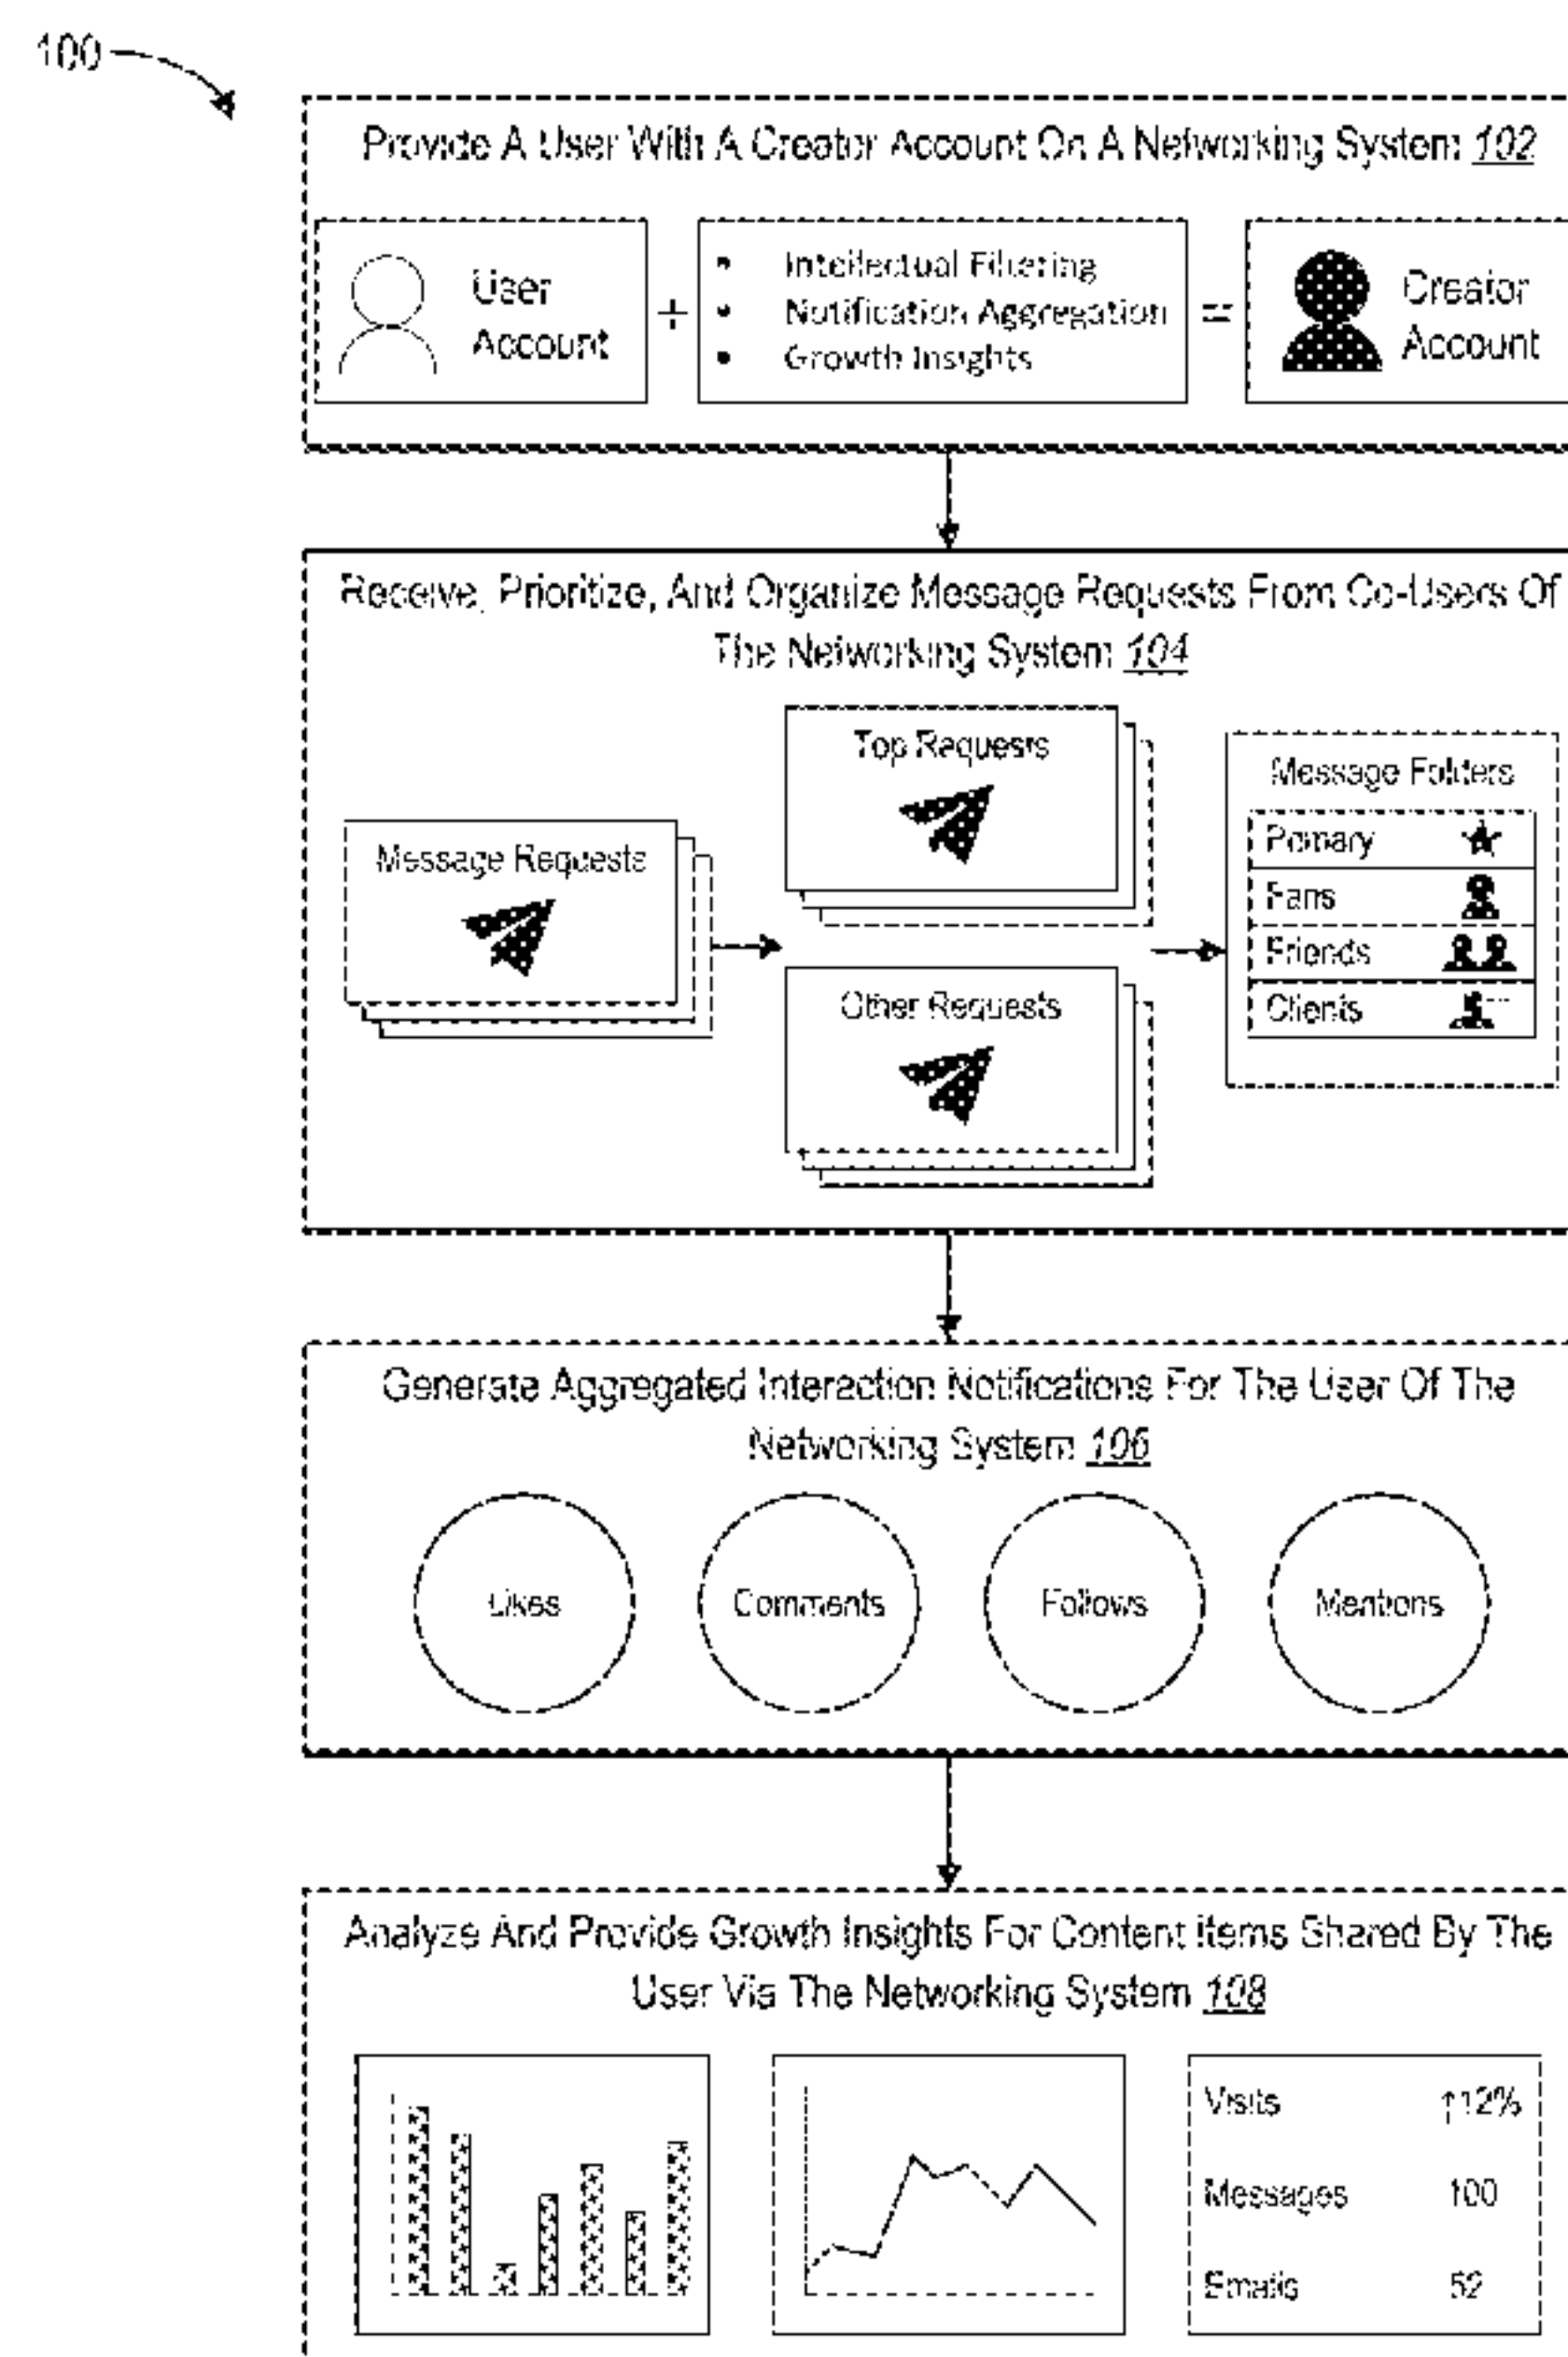 100
Provide A User With A Creator Account On A Networking System 102
User
Account
+
• Intellectual Filtering
• Notification Aggregation
• Growth Insights
=
Creator
Account
Receive, Prioritize, And Organize Message Requests From Co-Users Of
The Networking System 104
Message Requests
Top Requests
Other Requests
Message Folders
Primary
Fans
Friends
Clients
Generate Aggregated Interaction Notifications For The User Of The
Networking System 106
Likes
Comments
Follows
Mentions
Analyze And Provide Growth Insights For Content Items Shared By The
User Via The Networking System 108
Visits ↑12%
Messages 100
Emails 52